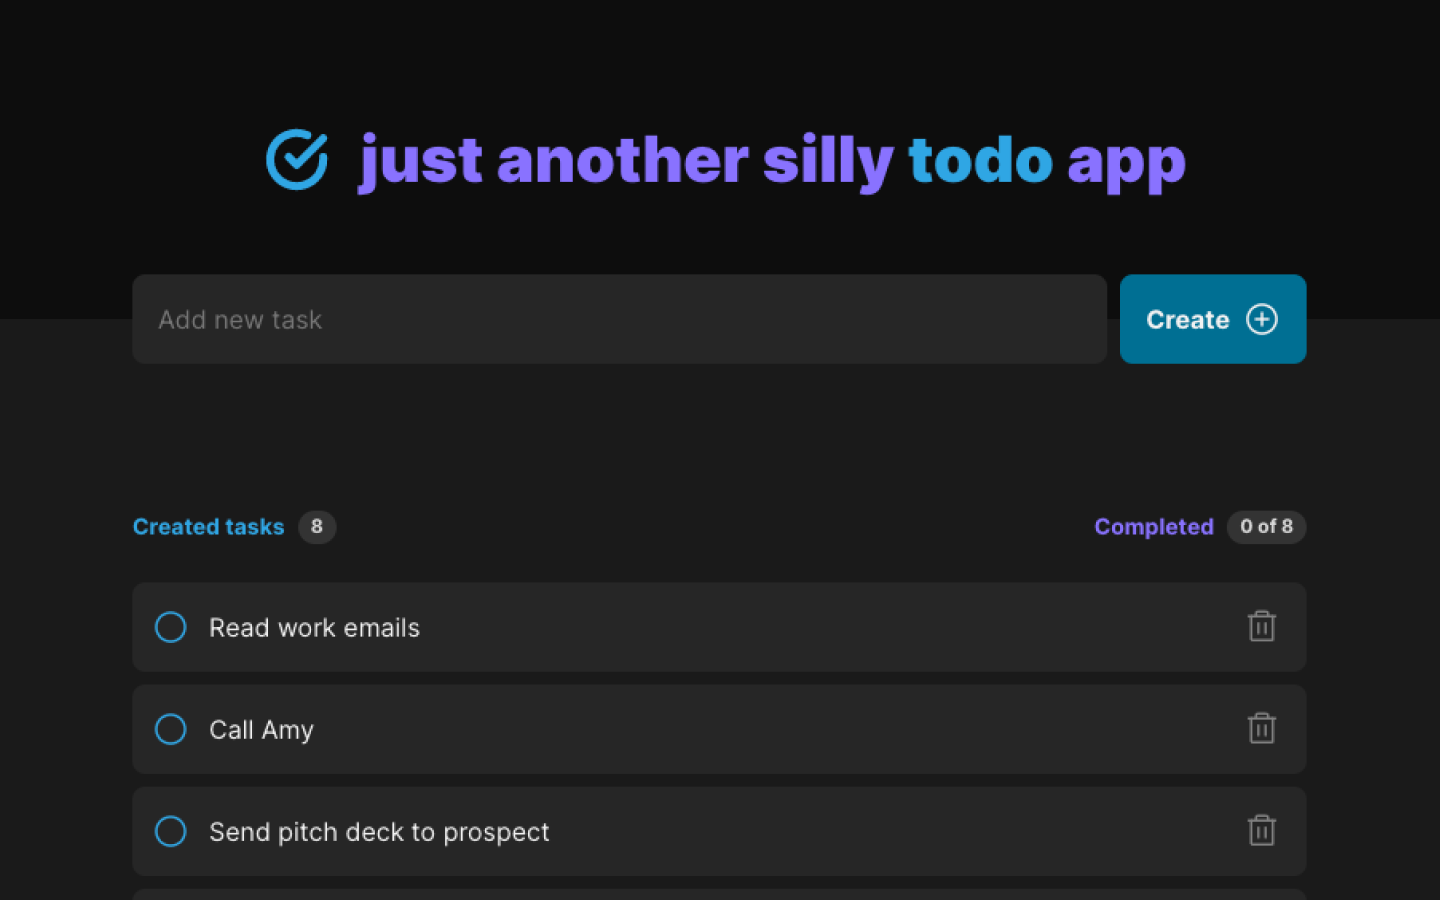 just another silly todo app
Add new task
Create
Created tasks 8
Completed 0 of 8
Read work emails
Call Amy
Send pitch deck to prospect